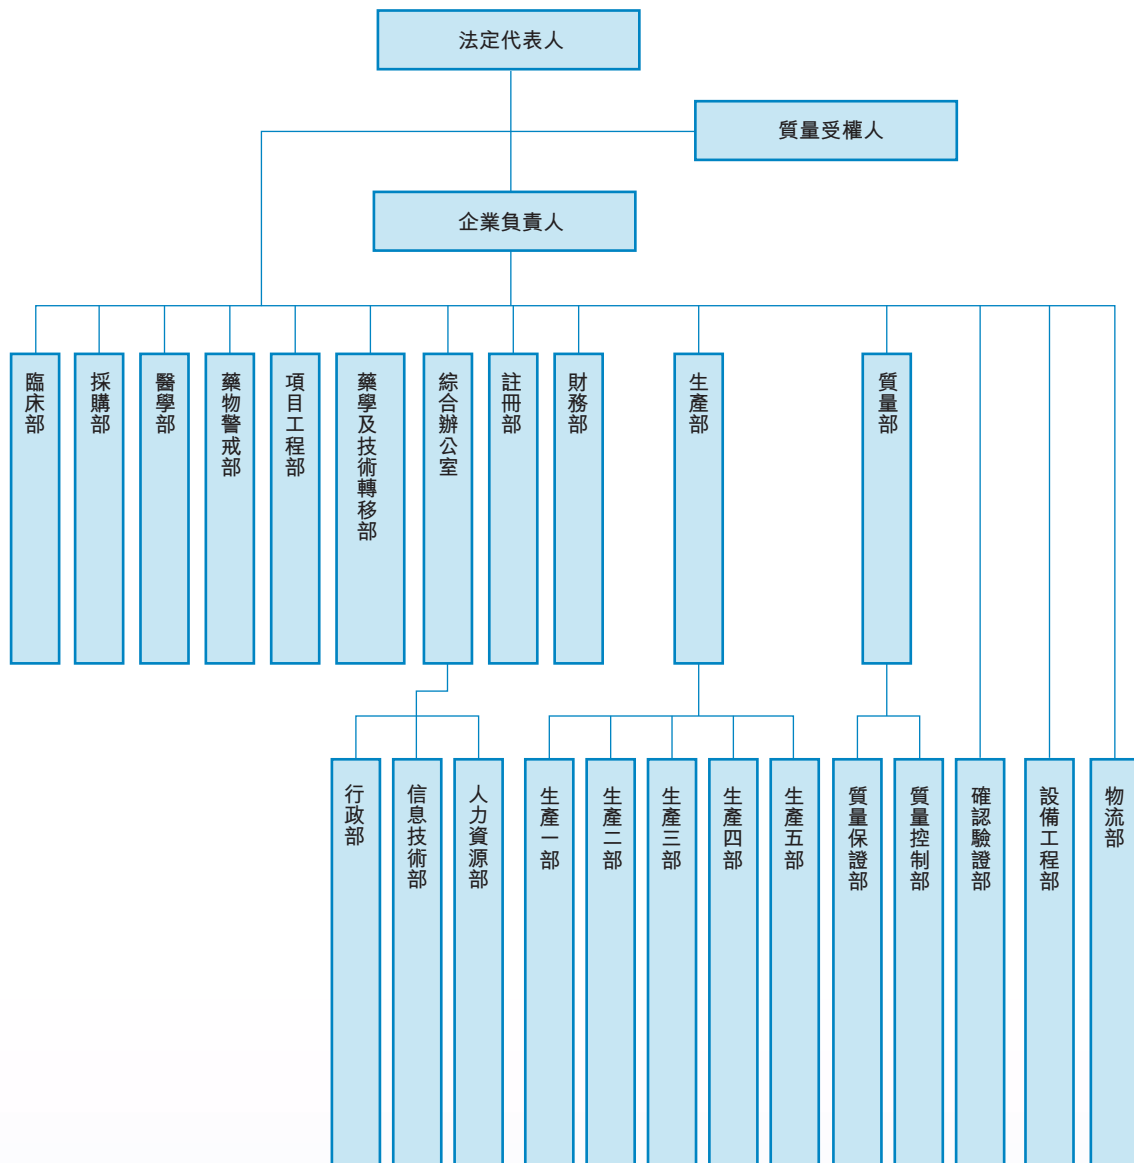 法定代表人
質量受權人
企業負責人
臨床部
採購部
醫學部
藥物警戒部
項目工程部
藥學及技術轉移部
綜合辦公室
註冊部
財務部
生產部
質量部
行政部
信息技術部
人力資源部
生產一部
生產二部
生產三部
生產四部
生產五部
質量保證部
質量控制部
確認驗證部
設備工程部
物流部